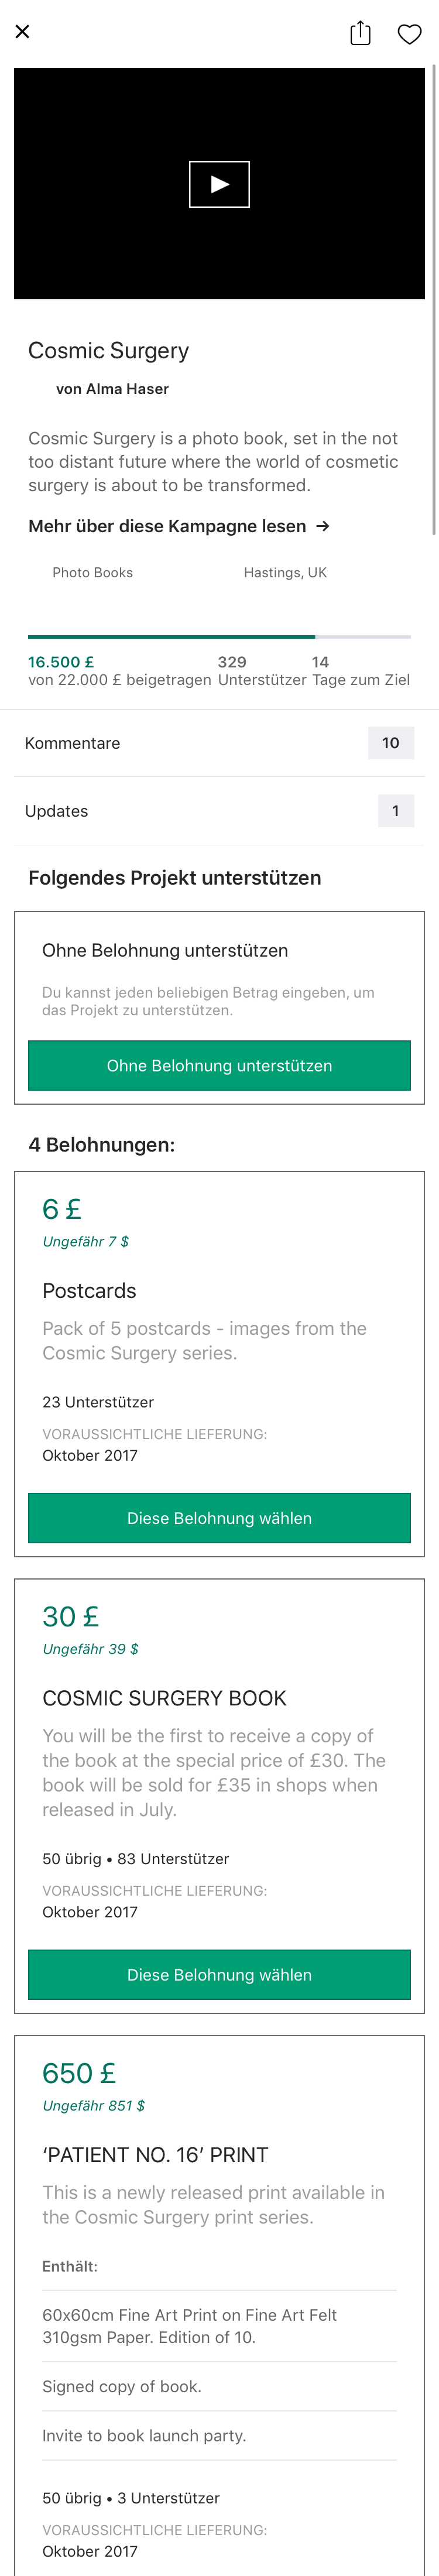 Cosmic Surgery
von Alma Haser
Cosmic Surgery is a photo book, set in the not
too distant future where the world of cosmetic
surgery is about to be transformed.
Mehr über diese Kampagne lesen →
Photo Books
Hastings, UK
16.500 £
329
14
von 22.000 £ beigetragen
Unterstützer
Tage zum Ziel
Kommentare
10
Updates
1
Folgendes Projekt unterstützen
Ohne Belohnung unterstützen
Du kannst jeden beliebigen Betrag eingeben, um
das Projekt zu unterstützen.
Ohne Belohnung unterstützen
4 Belohnungen:
6 £
Ungefähr 7 $
Postcards
Pack of 5 postcards - images from the
Cosmic Surgery series.
23 Unterstützer
VORAUSSICHTLICHE LIEFERUNG:
Oktober 2017
Diese Belohnung wählen
30 £
Ungefähr 39 $
COSMIC SURGERY BOOK
You will be the first to receive a copy of
the book at the special price of £30. The
book will be sold for £35 in shops when
released in July.
50 übrig • 83 Unterstützer
VORAUSSICHTLICHE LIEFERUNG:
Oktober 2017
Diese Belohnung wählen
650 £
Ungefähr 851 $
‘PATIENT NO. 16’ PRINT
This is a newly released print available in
the Cosmic Surgery print series.
Enthält:
60x60cm Fine Art Print on Fine Art Felt
310gsm Paper. Edition of 10.
Signed copy of book.
Invite to book launch party.
50 übrig • 3 Unterstützer
VORAUSSICHTLICHE LIEFERUNG:
Oktober 2017